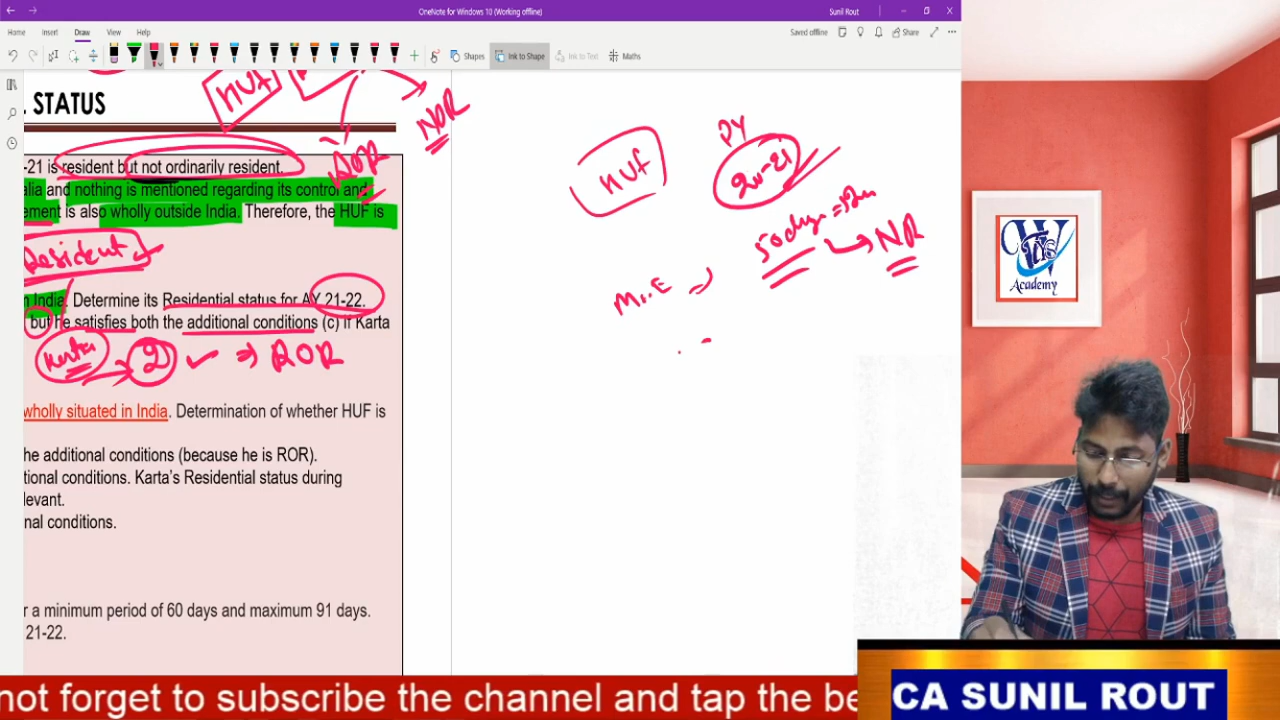 OneNote for Windows 10 (Working offline)
Sunil Rout
Home Insert Draw View Help
Saved offline
Share
Shapes
Ink to Shape
Ink to Text
Maths
STATUS
HUF
NOR
ROR
-21 is resident but not ordinarily resident.
alia and nothing is mentioned regarding its control and
ement is also wholly outside India. Therefore, the HUF is
Resident
n India. Determine its Residential status for AY 21-22.
but he satisfies both the additional conditions (c) If Karta
Karta → 2 ✓ ⇒ ROR
wholly situated in India. Determination of whether HUF is
he additional conditions (because he is ROR).
tional conditions. Karta's Residential status during
levant.
nal conditions.
r a minimum period of 60 days and maximum 91 days.
21-22.
HUF
PY
20-21
50 days
NR
M.E
W
Academy
not forget to subscribe the channel and tap the be
CA SUNIL ROUT